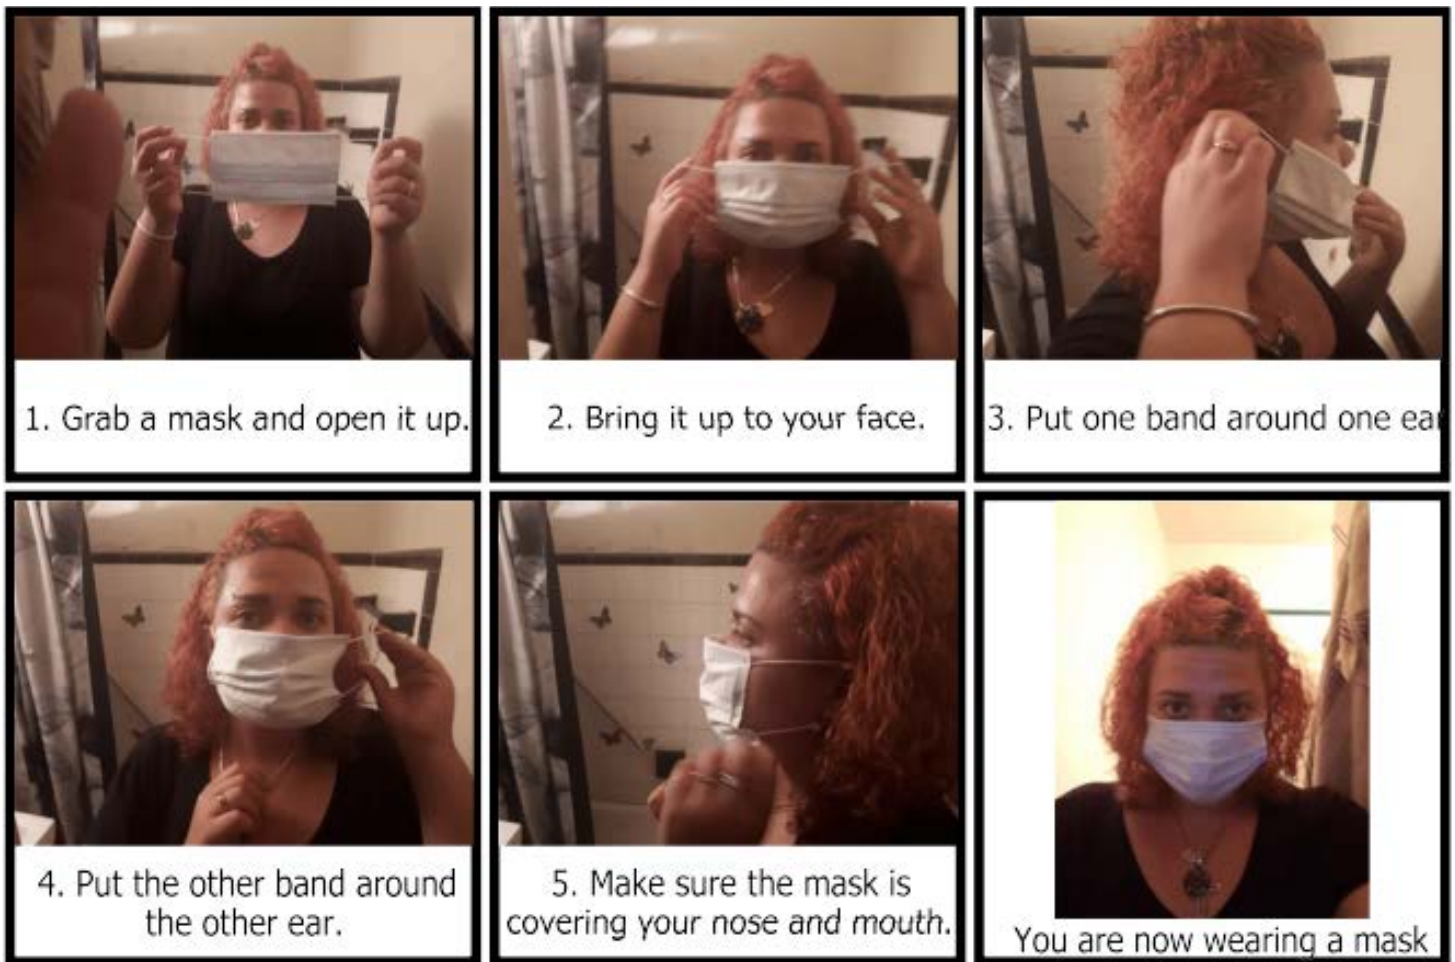 1. Grab a mask and open it up.
2. Bring it up to your face.
3. Put one band around one ear
4. Put the other band around
the other ear.
5. Make sure the mask is
covering your nose and mouth.
You are now wearing a mask